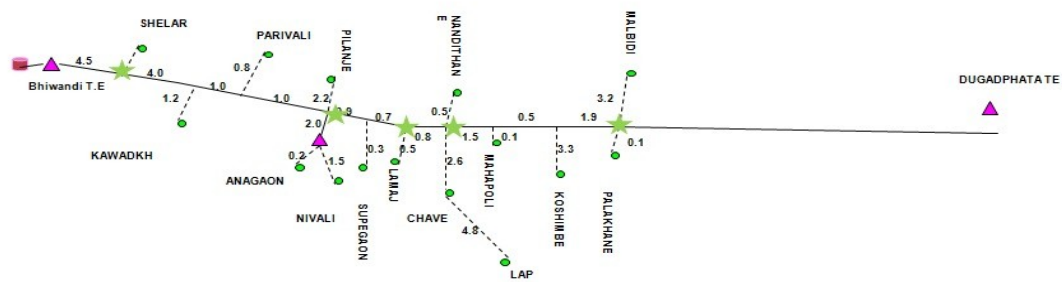 SHELAR
PARIVALI
PILANJE
NANDITHAN
E
MALBIDI
DUGADPHATA TE
Bhiwandi T.E
4.5
4.0
1.2
1.0
0.8
1.0
2.2
0.9
2.0
0.7
0.8
0.5
0.5
1.5
0.1
0.5
1.9
3.2
0.1
KAWADKH
0.2
1.5
0.3
2.6
3.3
ANAGAON
NIVALI
SUPEGAON
LAMAJ
CHAVE
MAHAPOLI
KOSHIMBE
PALAKHANE
4.8
LAP